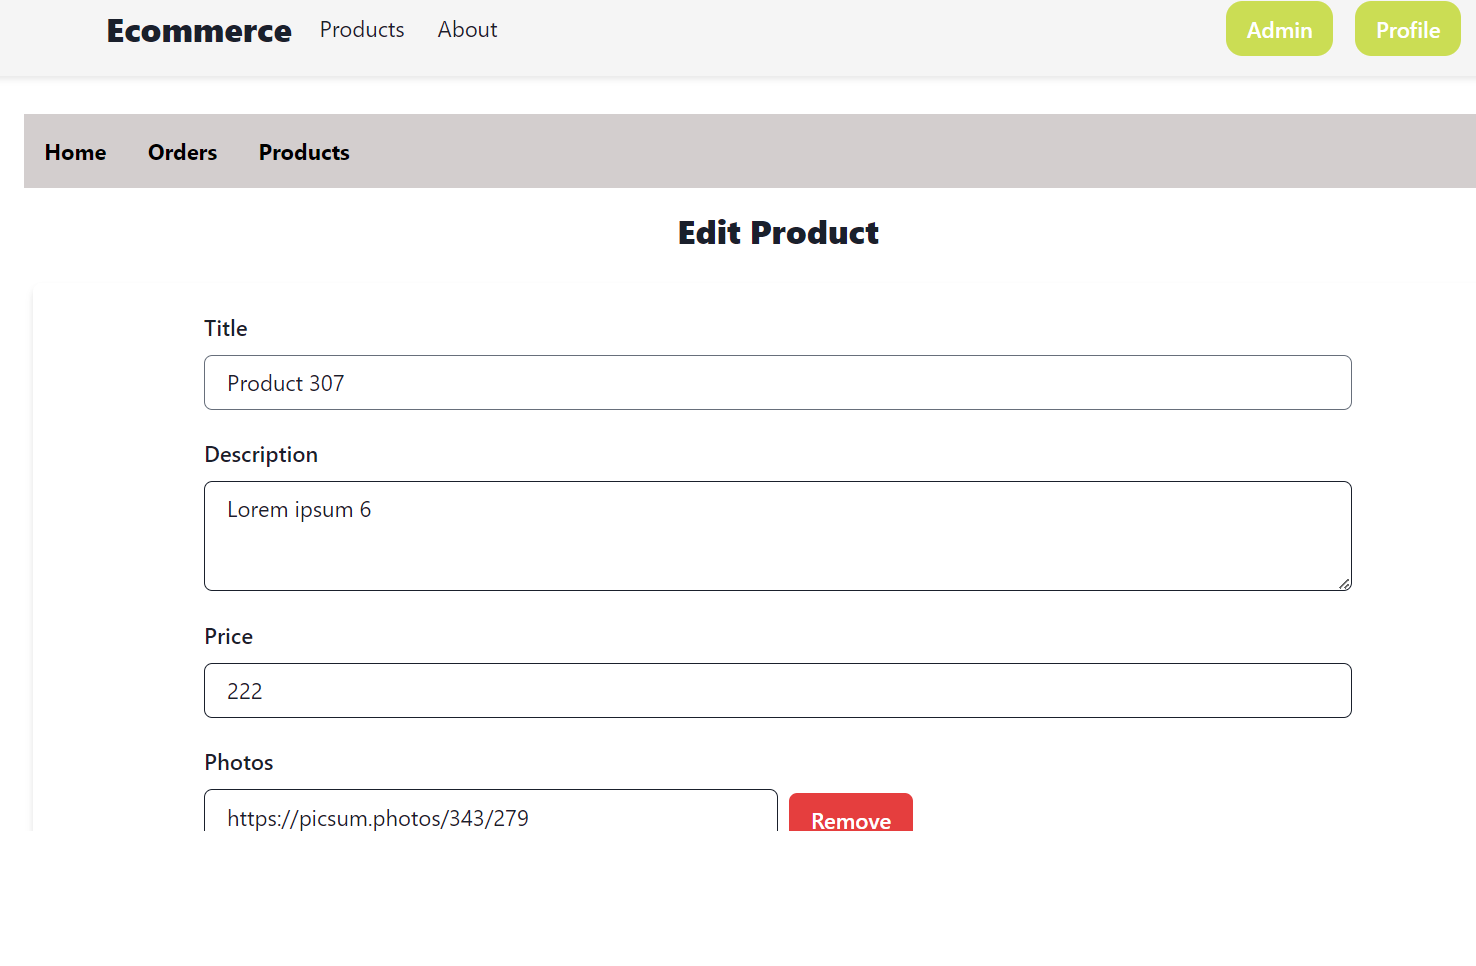 Ecommerce Products About Admin Profile
Home Orders Products
Edit Product
Title
Product 307
Description
Lorem ipsum 6
Price
222
Photos
https://picsum.photos/343/279 Remove